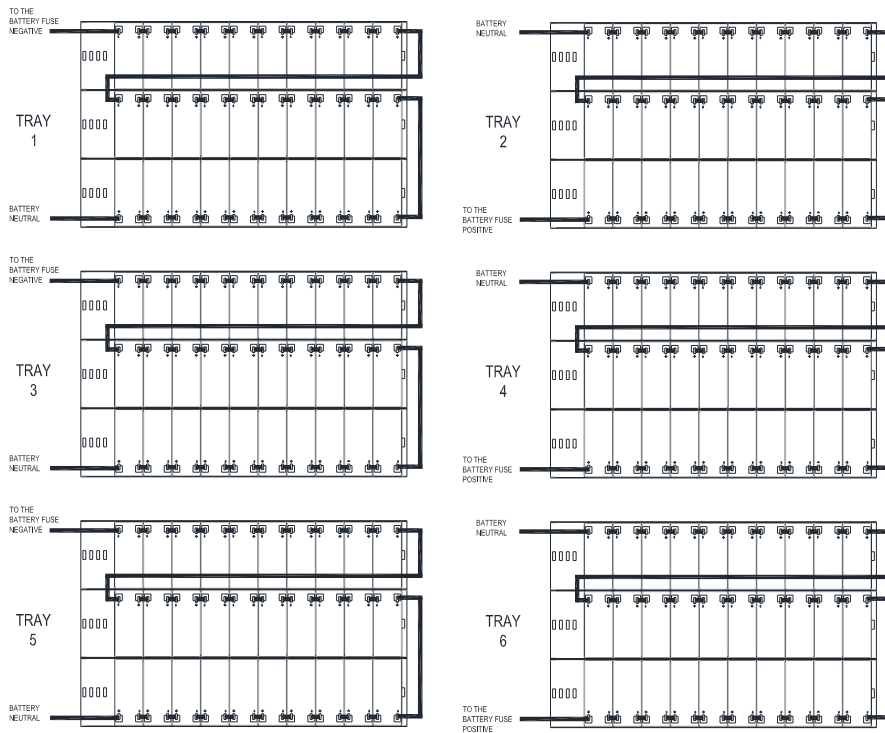 TO THE
BATTERY FUSE
NEGATIVE
TRAY
1
BATTERY
NEUTRAL
BATTERY
NEUTRAL
TRAY
2
TO THE
BATTERY FUSE
POSITIVE
TO THE
BATTERY FUSE
NEGATIVE
TRAY
3
BATTERY
NEUTRAL
BATTERY
NEUTRAL
TRAY
4
TO THE
BATTERY FUSE
POSITIVE
TO THE
BATTERY FUSE
NEGATIVE
TRAY
5
BATTERY
NEUTRAL
BATTERY
NEUTRAL
TRAY
6
TO THE
BATTERY FUSE
POSITIVE